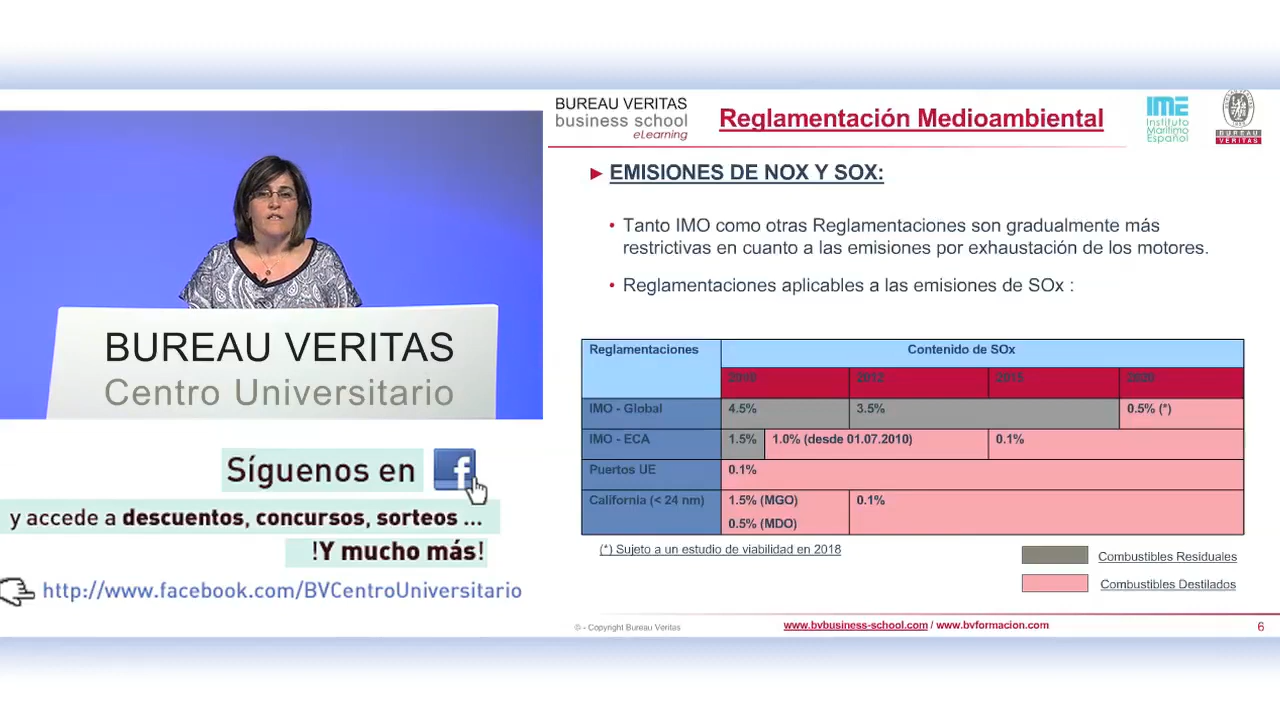 BUREAU VERITAS
Centro Universitario
Síguenos en
y accede a descuentos, concursos, sorteos ...
!Y mucho más!
http://www.facebook.com/BVCentroUniversitario
BUREAU VERITAS
business school
eLearning
Reglamentación Medioambiental
IME
Instituto
Marítimo
Español
BUREAU
VERITAS
EMISIONES DE NOX Y SOX:
• Tanto IMO como otras Reglamentaciones son gradualmente más
restrictivas en cuanto a las emisiones por exhaustación de los motores.
• Reglamentaciones aplicables a las emisiones de SOx :
Reglamentaciones Contenido de SOx
2012 2015 2020
IMO - Global 4.5% 3.5% 0.5% (*)
IMO - ECA 1.5% 1.0% (desde 01.07.2010) 0.1%
Puertos UE 0.1%
California (< 24 nm) 1.5% (MGO) 0.1%
0.5% (MDO)
(*) Sujeto a un estudio de viabilidad en 2018
Combustibles Residuales
Combustibles Destilados
© - Copyright Bureau Veritas
www.bvbusiness-school.com / www.bvformacion.com
6